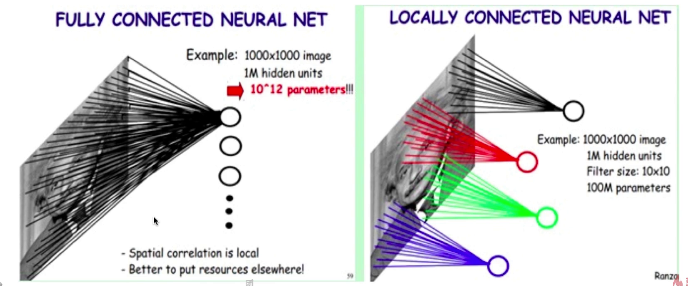 FULLY CONNECTED NEURAL NET
Example: 1000x1000 image
1M hidden units
10^12 parameters!!!
- Spatial correlation is local
- Better to put resources elsewhere!
59
LOCALLY CONNECTED NEURAL NET
Example: 1000x1000 image
1M hidden units
Filter size: 10x10
100M parameters
Ranza